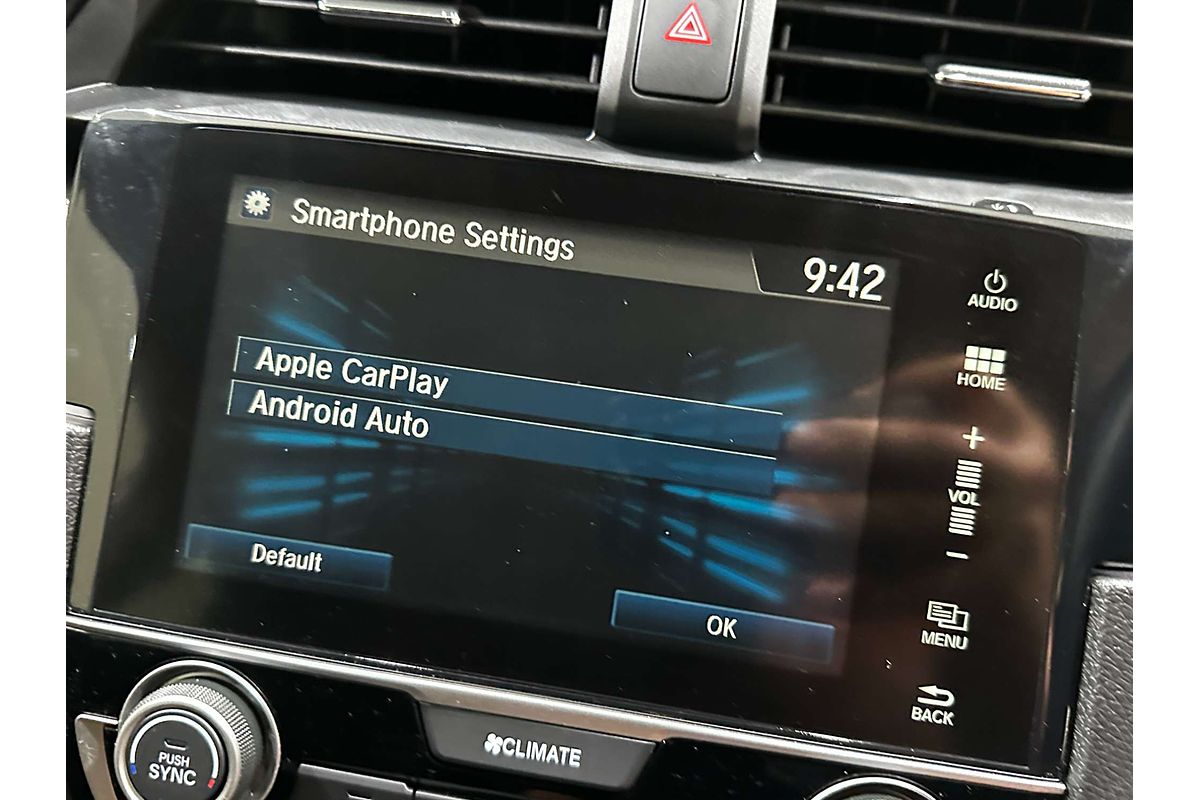 Smartphone Settings
9:42
Apple CarPlay
Android Auto
Default
OK
AUDIO
HOME
+
VOL
−
MENU
BACK
PUSH
SYNC
CLIMATE